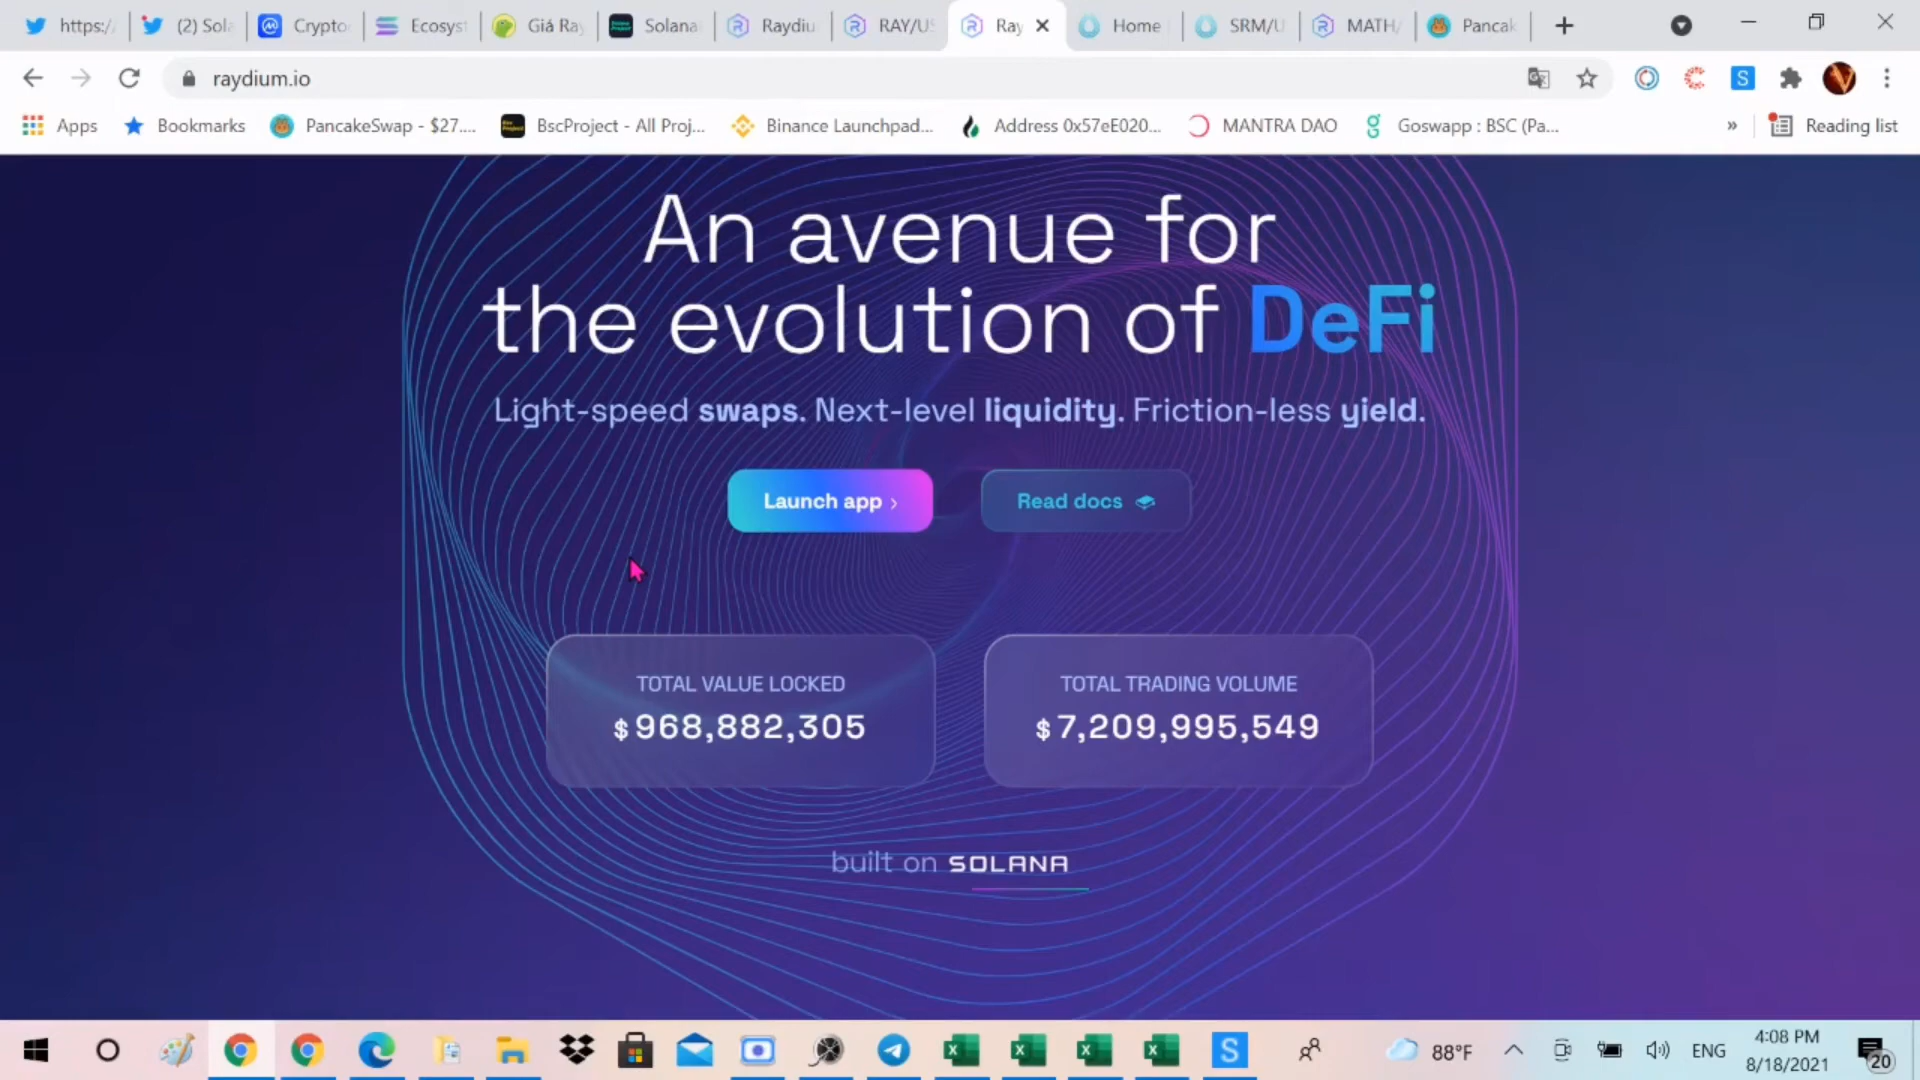 https:/
(2) Sola
Crypto
Ecosyst
Giá Ray
Solana
Raydiu
RAY/US
Ray
Home
SRM/U
MATH/
Pancak
raydium.io
Apps
Bookmarks
PancakeSwap - $27....
BscProject - All Proj...
Binance Launchpad...
Address 0x57eE020...
MANTRA DAO
Goswapp : BSC (Pa...
»
Reading list
An avenue for
the evolution of DeFi
Light-speed swaps. Next-level liquidity. Friction-less yield.
Launch app ›
Read docs
TOTAL VALUE LOCKED
$968,882,305
TOTAL TRADING VOLUME
$7,209,995,549
built on SOLANA
88°F
ENG
4:08 PM
8/18/2021
20